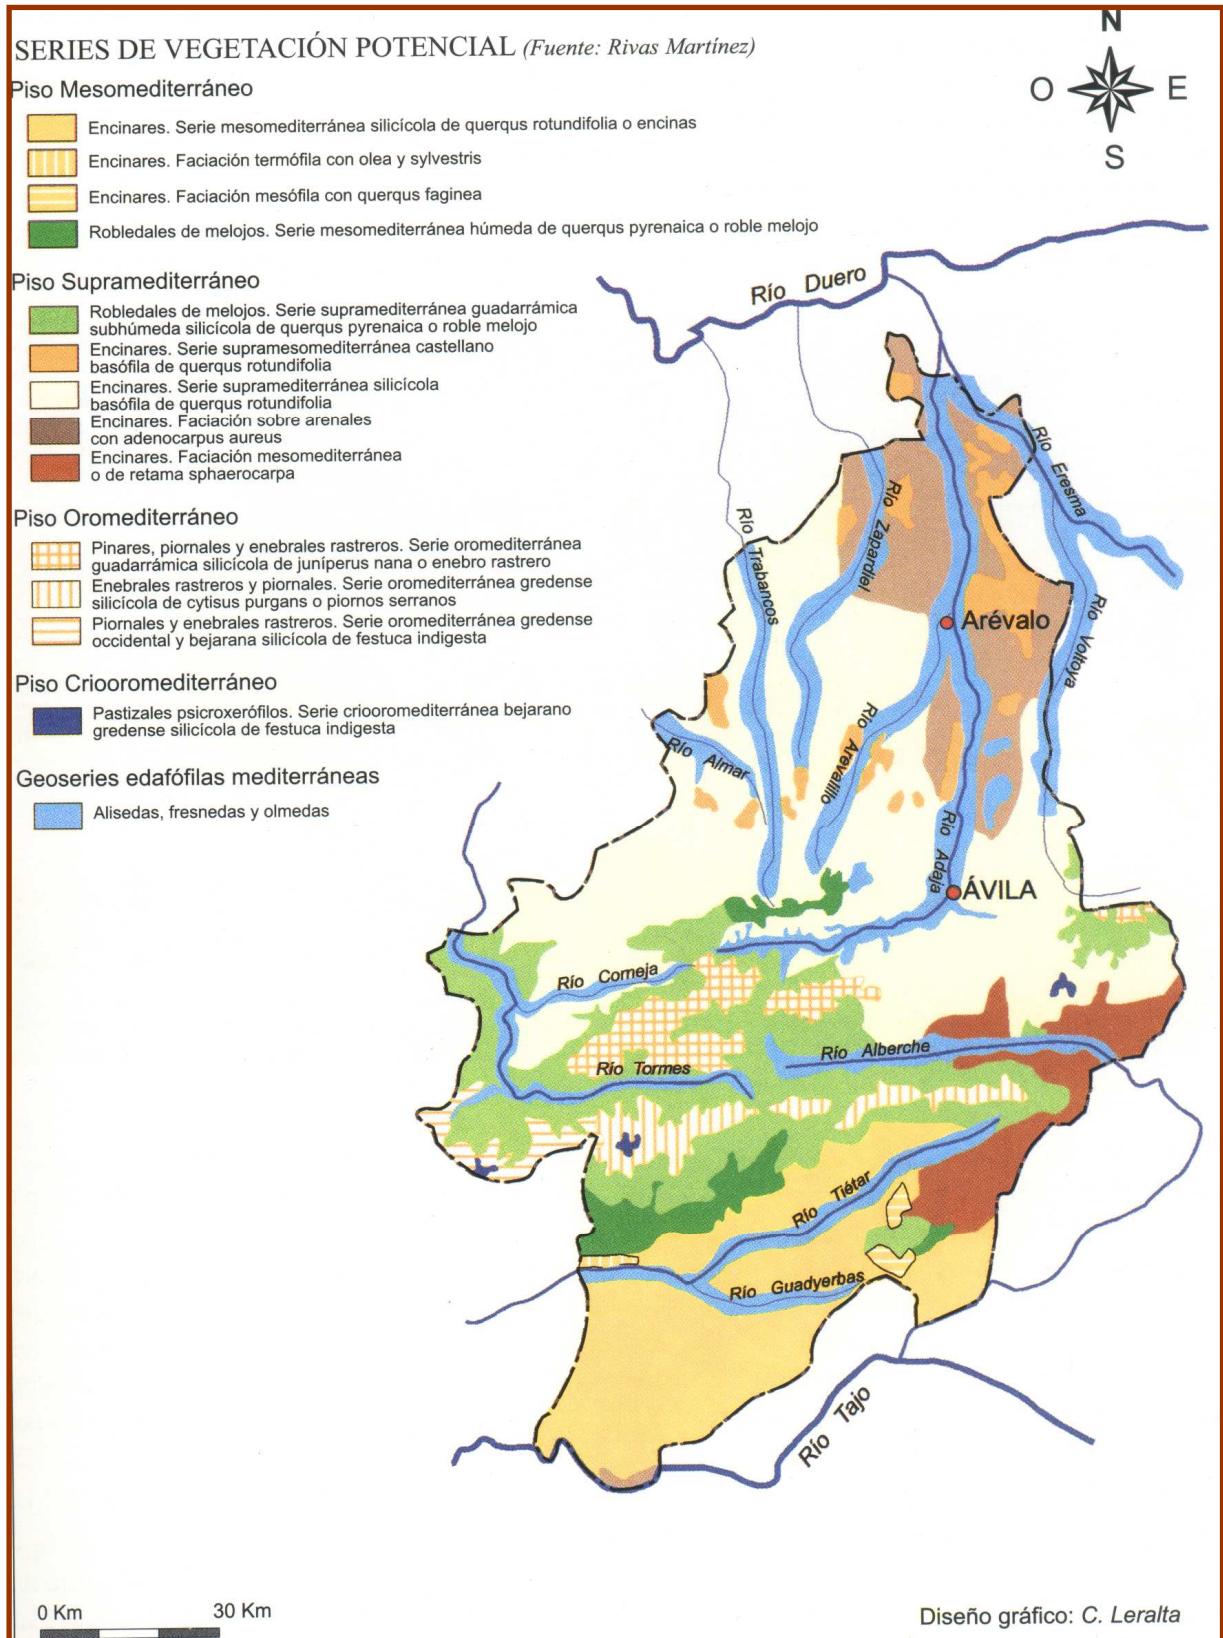 SERIES DE VEGETACIÓN POTENCIAL (Fuente: Rivas Martínez)
N
O
E
S
Piso Mesomediterráneo
Encinares. Serie mesomediterránea silicícola de querqus rotundifolia o encinas
Encinares. Faciación termófila con olea y sylvestris
Encinares. Faciación mesófila con querqus faginea
Robledales de melojos. Serie mesomediterránea húmeda de querqus pyrenaica o roble melojo
Piso Supramediterráneo
Robledales de melojos. Serie supramediterránea guadarrámica
subhúmeda silicícola de querqus pyrenaica o roble melojo
Encinares. Serie supramesomediterránea castellano
basófila de querqus rotundifolia
Encinares. Serie supramediterránea silicícola
basófila de querqus rotundifolia
Encinares. Faciación sobre arenales
con adenocarpus aureus
Encinares. Faciación mesomediterránea
o de retama sphaerocarpa
Piso Oromediterráneo
Pinares, piornales y enebrales rastreros. Serie oromediterránea
guadarrámica silicícola de juníperus nana o enebro rastrero
Enebrales rastreros y piornales. Serie oromediterránea gredense
silicícola de cytisus purgans o piornos serranos
Piornales y enebrales rastreros. Serie oromediterránea gredense
occidental y bejarana silicícola de festuca indigesta
Piso Criooromediterráneo
Pastizales psicroxerófilos. Serie criooromediterránea bejarano
gredense silicícola de festuca indigesta
Geoseries edafófilas mediterráneas
Alisedas, fresnedas y olmedas
Río Duero
Río Eresma
Río Zapardiel
Río Trabancos
Arévalo
Río Voltoya
Río Almar
Río Arevalillo
Río Adaja
ÁVILA
Río Corneja
Río Alberche
Río Tormes
Río Tiétar
Río Guadyerbas
Río Tajo
0 Km
30 Km
Diseño gráfico: C. Leralta